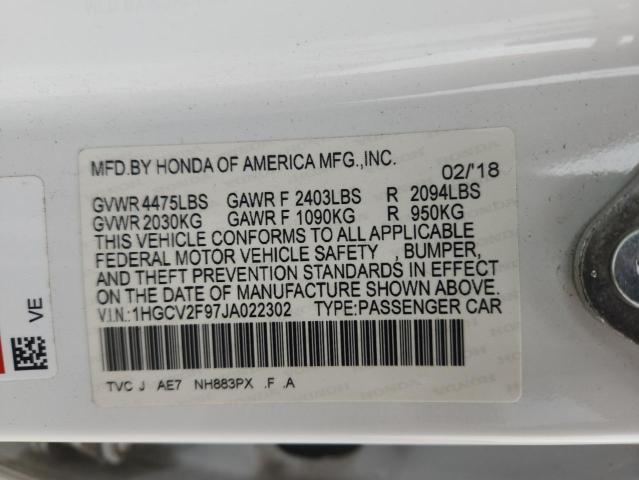 MFD.BY HONDA OF AMERICA MFG.,INC. 02/'18
GVWR 4475LBS GAWR F 2403LBS R 2094LBS
GVWR 2030KG GAWR F 1090KG R 950KG
THIS VEHICLE CONFORMS TO ALL APPLICABLE
FEDERAL MOTOR VEHICLE SAFETY , BUMPER,
AND THEFT PREVENTION STANDARDS IN EFFECT
ON THE DATE OF MANUFACTURE SHOWN ABOVE.
V.I.N.:1HGCV2F97JA022302 TYPE:PASSENGER CAR
TVC J AE7 NH883PX .F .A
VE